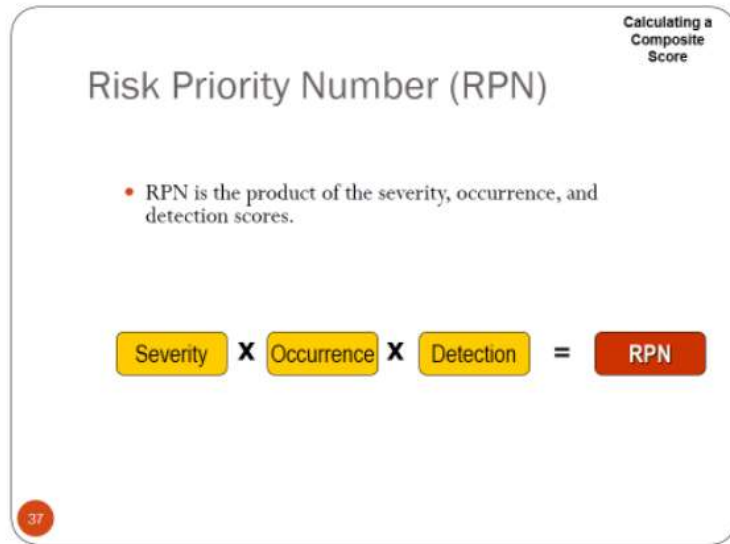 Calculating a
Composite
Score
Risk Priority Number (RPN)
• RPN is the product of the severity, occurrence, and
detection scores.
Severity X Occurrence X Detection = RPN
37